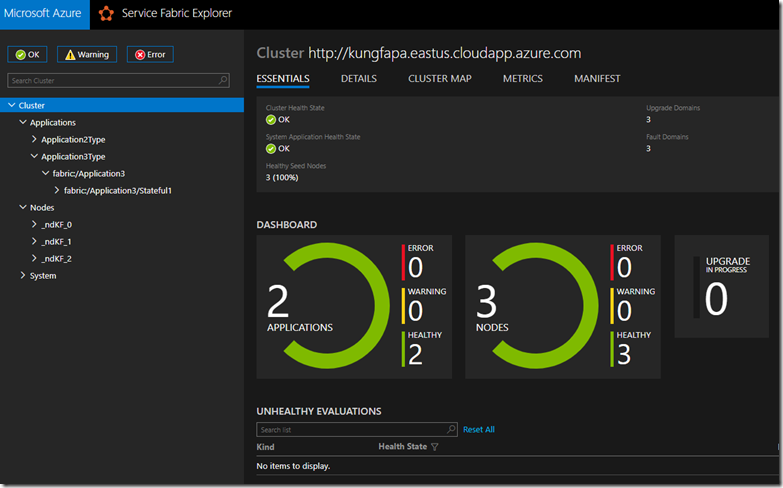 Microsoft Azure
Service Fabric Explorer
OK
Warning
Error
Search Cluster
Cluster
Applications
Application2Type
Application3Type
fabric:/Application3
fabric:/Application3/Stateful1
Nodes
_ndKF_0
_ndKF_1
_ndKF_2
System
Cluster http://kungfapa.eastus.cloudapp.azure.com
ESSENTIALS DETAILS CLUSTER MAP METRICS MANIFEST
Cluster Health State
OK
System Application Health State
OK
Healthy Seed Nodes
3 (100%)
Upgrade Domains
3
Fault Domains
3
DASHBOARD
2
APPLICATIONS
ERROR
0
WARNING
0
HEALTHY
2
3
NODES
ERROR
0
WARNING
0
HEALTHY
3
UPGRADE
IN PROGRESS
0
UNHEALTHY EVALUATIONS
Search list
Reset All
Kind Health State
No items to display.